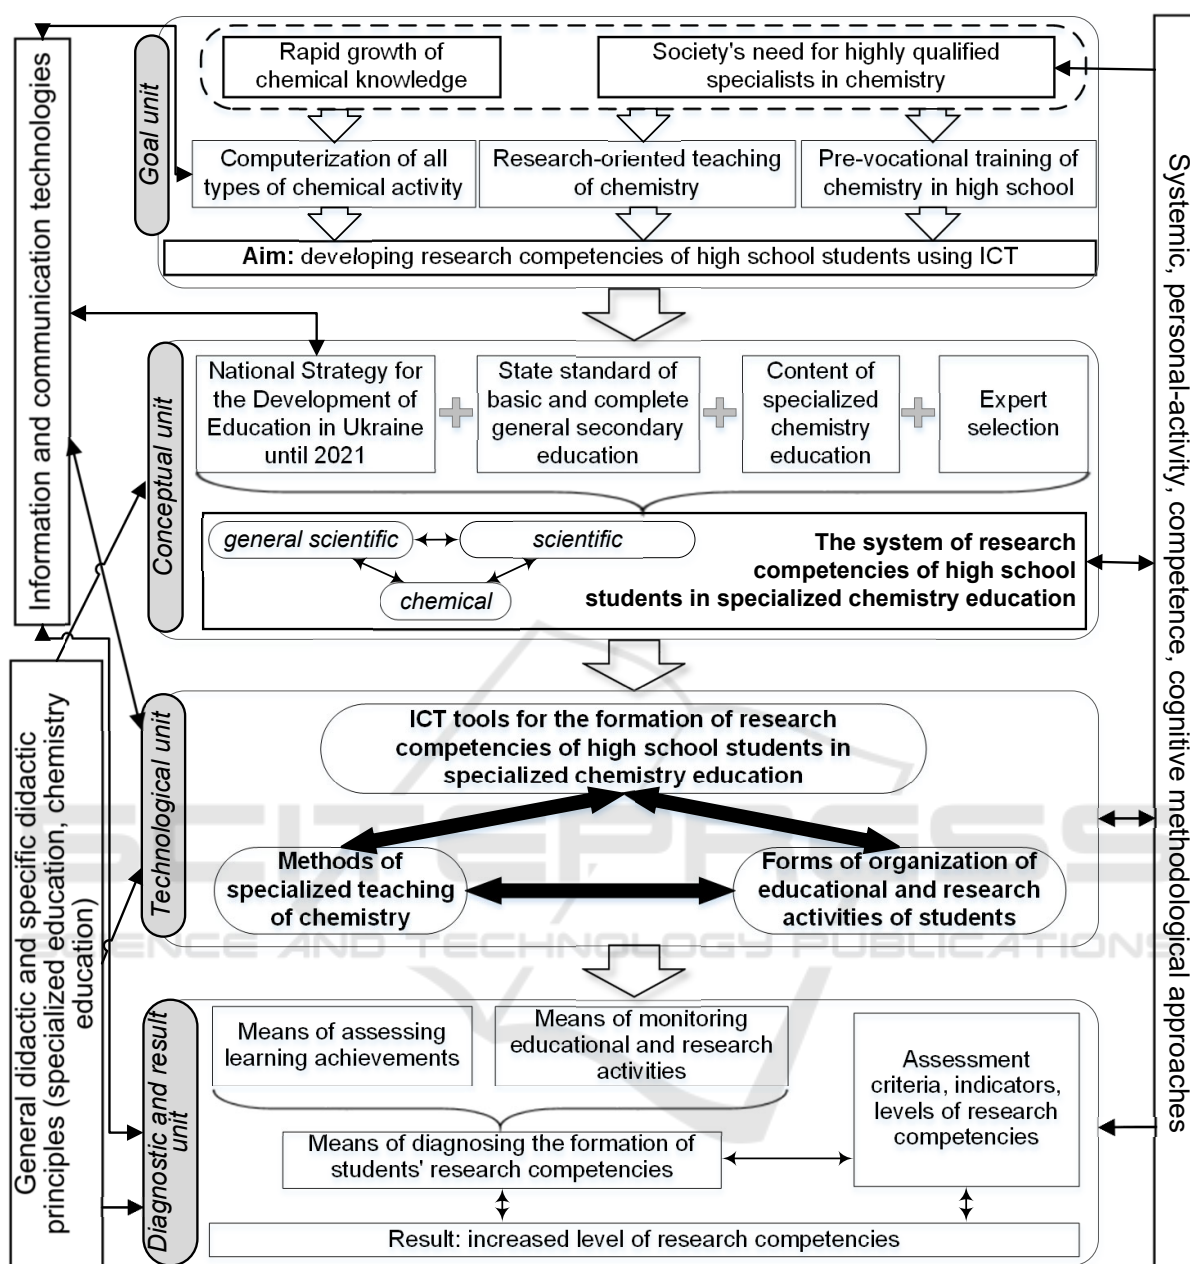 Information and communication technologies
General didactic and specific didactic
principles (specialized education, chemistry
education)
Goal unit
Rapid growth of
chemical knowledge
Society's need for highly qualified
specialists in chemistry
Computerization of all
types of chemical activity
Research-oriented teaching
of chemistry
Pre-vocational training of
chemistry in high school
Aim: developing research competencies of high school students using ICT
Conceptual unit
National Strategy for
the Development of
Education in Ukraine
until 2021
State standard of
basic and complete
general secondary
education
Content of
specialized
chemistry
education
Expert
selection
general scientific
scientific
chemical
The system of research
competencies of high school
students in specialized chemistry education
Technological unit
ICT tools for the formation of research
competencies of high school students in
specialized chemistry education
Methods of
specialized teaching
of chemistry
Forms of organization of
educational and research
activities of students
SCITEPRESS
SCIENCE AND TECHNOLOGY PUBLICATIONS
Diagnostic and result
unit
Means of assessing
learning achievements
Means of monitoring
educational and research
activities
Assessment
criteria, indicators,
levels of research
competencies
Means of diagnosing the formation of
students' research competencies
Result: increased level of research competencies
Systemic, personal-activity, competence, cognitive methodological approaches